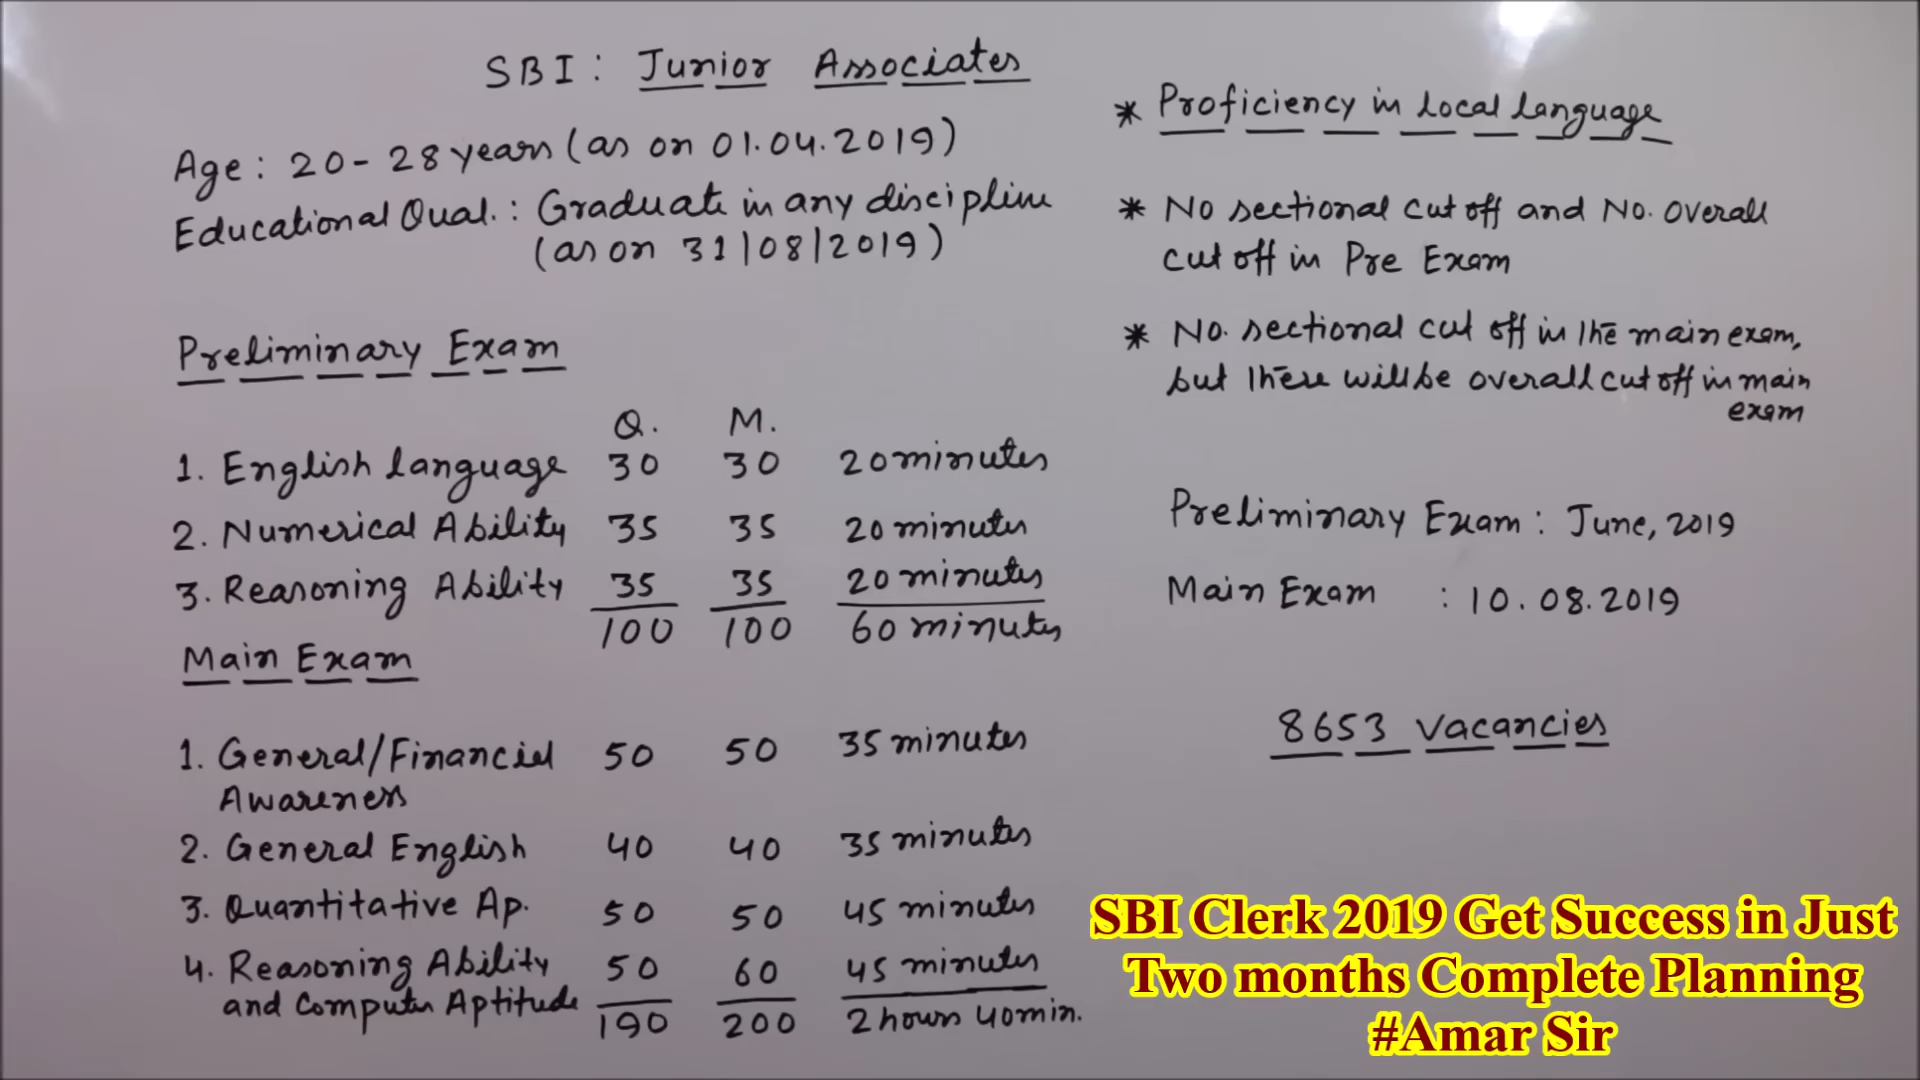 SBI: Junior Associates
Age: 20-28 years (as on 01.04.2019)
Educational Qual.: Graduate in any discipline
(as on 31/08/2019)
Preliminary Exam
Q. M.
1. English language 30 30 20 minutes
2. Numerical Ability 35 35 20 minutes
3. Reasoning Ability 35 35 20 minutes
100 100 60 minutes
Main Exam
1. General/Financial 50 50 35 minutes
Awareness
2. General English 40 40 35 minutes
3. Quantitative Ap. 50 50 45 minutes
4. Reasoning Ability 50 60 45 minutes
and Computer Aptitude
190 200 2 hours 40 min.
* Proficiency in local language
* No sectional cut off and No. overall
cut off in Pre Exam
* No. sectional cut off in the main exam,
but there will be overall cut off in main
exam
Preliminary Exam: June, 2019
Main Exam : 10.08.2019
8653 vacancies
SBI Clerk 2019 Get Success in Just
Two months Complete Planning
#Amar Sir